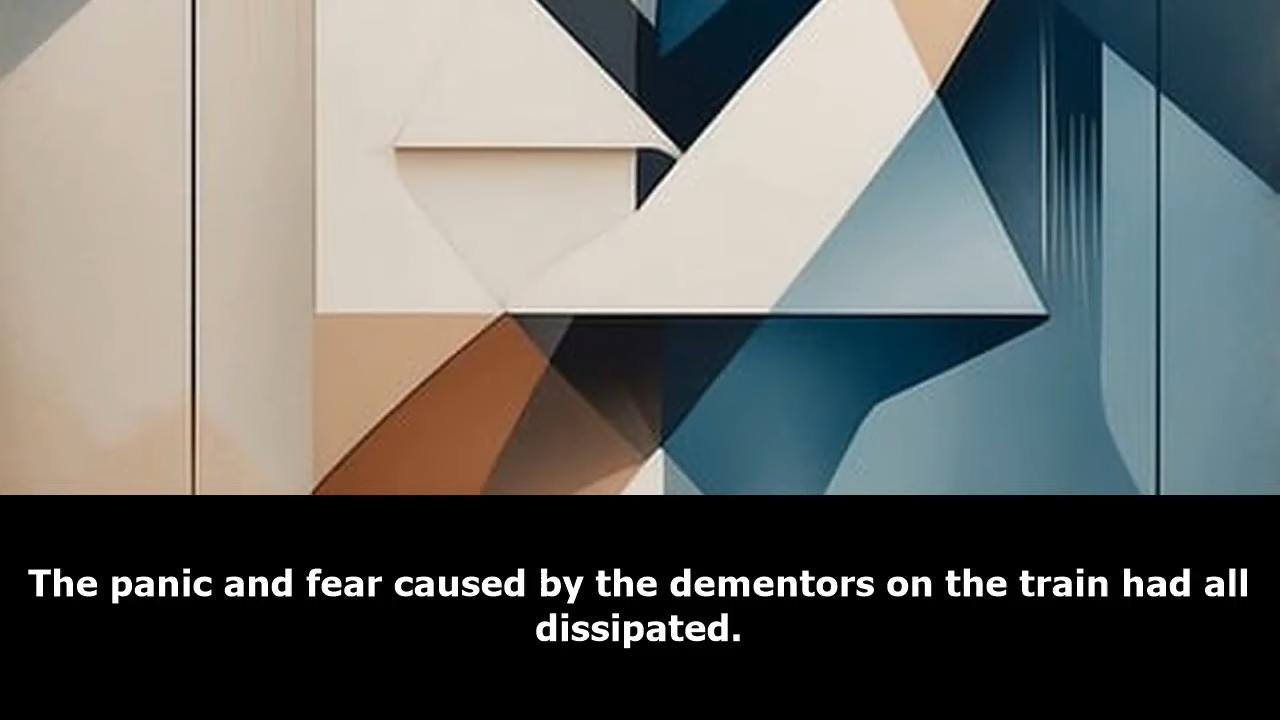 The panic and fear caused by the dementors on the train had all
dissipated.